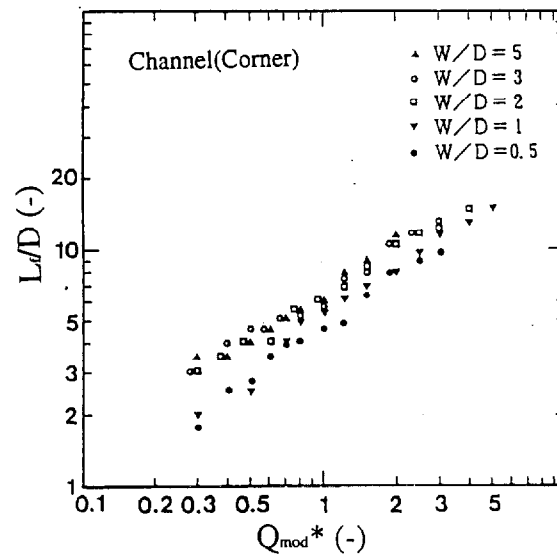 Channel(Corner)
▲ W/D=5
○ W/D=3
□ W/D=2
▼ W/D=1
● W/D=0.5
Lf/D (-)
20
10
5
3
2
1
0.1 0.2 0.3 0.5 1 2 3 5
Qmod* (-)